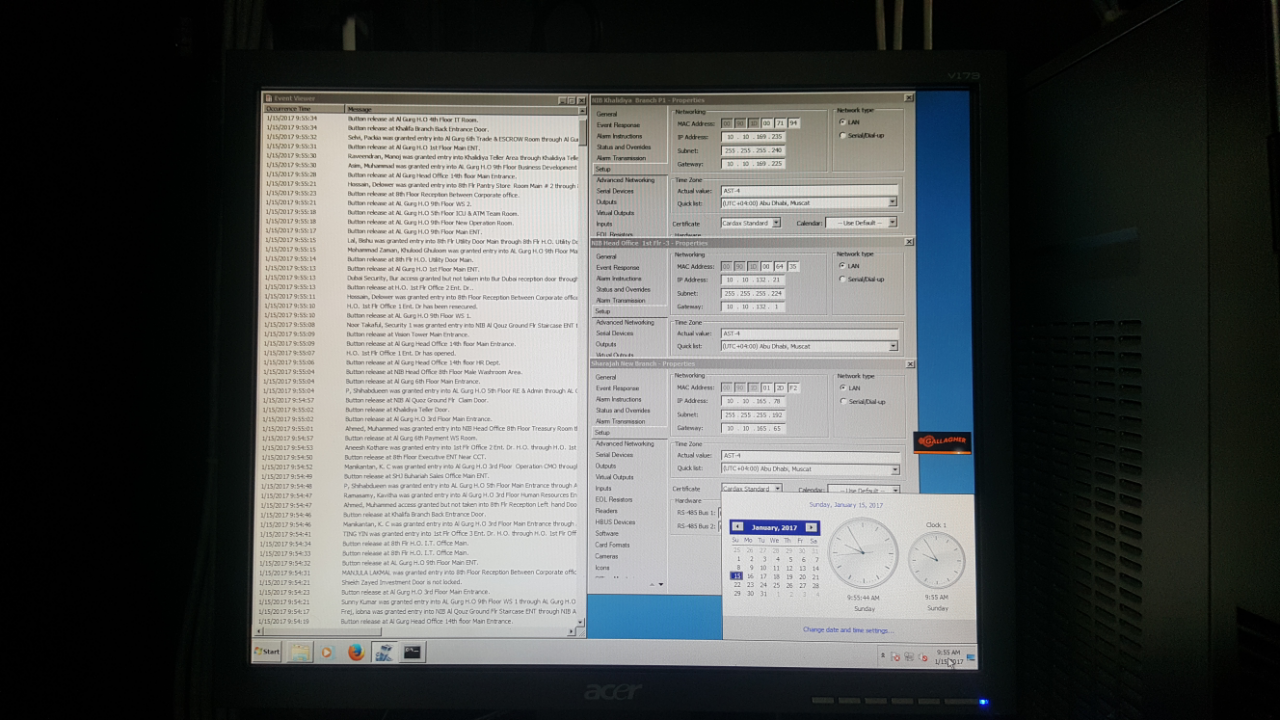 V173
Event Viewer
Occurrence Time Message
1/15/2017 9:55:34 Button release at Al Gurg H.O 4th Floor IT Room.
1/15/2017 9:55:34 Button release at Khalifa Branch Back Entrance Door.
1/15/2017 9:55:32 Selvi, Packia was granted entry into Al Gurg 6th Trade & ESCROW Room through Al Gu
1/15/2017 9:55:31 Button release at Al Gurg H.O 1st Floor Main ENT.
1/15/2017 9:55:30 Raveendran, Manoj was granted entry into Khalidiya Teller Area through Khalidiya Telle
1/15/2017 9:55:30 Asim, Muhammad was granted entry into Al Gurg H.O 9th Floor Business Development
1/15/2017 9:55:28 Button release at Al Gurg Head Office 14th floor Main Entrance.
1/15/2017 9:55:21 Hossain, Delower was granted entry into 8th Flr Pantry Store Room Main # 2 through
1/15/2017 9:55:23 Button release at 8th Floor Reception Between Corporate office.
1/15/2017 9:55:21 Button release at AL Gurg H.O 9th Floor WS 2.
1/15/2017 9:55:18 Button release at AL Gurg H.O 5th Floor ICU & ATM Team Room.
1/15/2017 9:55:18 Button release at AL Gurg H.O 5th Floor New Operation Room.
1/15/2017 9:55:17 Button release at AL Gurg H.O 9th Floor Main ENT.
1/15/2017 9:55:15 Lal, Bishu was granted entry into 8th Flr Utility Door Main through 8th Flr H.O. Utility Do
1/15/2017 9:55:15 Mohammad Zaman, Khulood Ghuloom was granted entry into AL Gurg H.O 9th Floor Ma
1/15/2017 9:55:14 Button release at 8th Flr H.O. Utility Door Main.
1/15/2017 9:55:13 Button release at Al Gurg H.O 1st Floor Main ENT.
1/15/2017 9:55:13 Dubai Security, Bur access granted but not taken into Bur Dubai reception door through
1/15/2017 9:55:13 Button release at H.O. 1st Flr Office 2 Ent. Dr..
1/15/2017 9:55:11 Hossain, Delower was granted entry into 8th Floor Reception Between Corporate office
1/15/2017 9:55:10 H.O. 1st Flr Office 1 Ent. Dr has been resecured.
1/15/2017 9:55:10 Button release at AL Gurg H.O 9th Floor WS 1.
1/15/2017 9:55:08 Noor Takaful, Security 1 was granted entry into NIB Al Qouz Ground Flr Staircase ENT t
1/15/2017 9:55:09 Button release at Vision Tower Main Entrance.
1/15/2017 9:55:09 Button release at Al Gurg Head Office 14th floor Main Entrance.
1/15/2017 9:55:07 H.O. 1st Flr Office 1 Ent. Dr has opened.
1/15/2017 9:55:06 Button release at Al Gurg Head Office 14th floor HR Dept.
1/15/2017 9:55:04 Button release at NIB Head Office 8th Floor Male Washroom Area.
1/15/2017 9:55:04 Button release at Al Gurg 6th Floor Main Entrance.
1/15/2017 9:55:04 P, Shihabdueen was granted entry into AL Gurg H.O 5th Floor RE & Admin through AL G
1/15/2017 9:54:57 Button release at NIB Al Qouz Ground Flr Claim Door.
1/15/2017 9:55:02 Button release at Khalidiya Teller Door.
1/15/2017 9:55:02 Button release at Al Gurg H.O 3rd Floor Main Entrance.
1/15/2017 9:55:01 Ahmed, Muhammed was granted entry into NIB Head Office 8th Floor Treasury Room th
1/15/2017 9:54:57 Button release at Al Gurg 6th Payment WS Room.
1/15/2017 9:54:53 Aneesh Kothare was granted entry into 1st Flr Office 2 Ent. Dr. H.O. through H.O. 1st
1/15/2017 9:54:50 Button release at 8th Floor Executive ENT Near CCT.
1/15/2017 9:54:52 Manikantan, K. C was granted entry into Al Gurg H.O 3rd Floor Operation CMO through
1/15/2017 9:54:49 Button release at SHJ Buhariah Sales Office Main ENT.
1/15/2017 9:54:48 P, Shihabdueen was granted entry into AL Gurg H.O 5th Floor Main Entrance through A
1/15/2017 9:54:47 Ramasamy, Kavitha was granted entry into Al Gurg H.O 3rd Floor Human Resources En
1/15/2017 9:54:47 Ahmed, Muhammed access granted but not taken into 8th Flr Reception Left hand Doo
1/15/2017 9:54:46 Button release at Khalifa Branch Back Entrance Door.
1/15/2017 9:54:46 Manikantan, K. C was granted entry into Al Gurg H.O 3rd Floor Main Entrance through
1/15/2017 9:54:41 TING YIN was granted entry into 1st Flr Office 3 Ent. Dr. H.O. through H.O. 1st Flr Of
1/15/2017 9:54:34 Button release at 8th Flr H.O. I.T. Office Main.
1/15/2017 9:54:33 Button release at 8th Flr H.O. I.T. Office Main.
1/15/2017 9:54:32 Button release at AL Gurg H.O 9th Floor Main ENT.
1/15/2017 9:54:31 MANJULA LAKMAL was granted entry into 8th Floor Reception Between Corporate offic
1/15/2017 9:54:21 Sheikh Zayed Investment Door is not locked.
1/15/2017 9:54:23 Button release at Al Gurg H.O 3rd Floor Main Entrance.
1/15/2017 9:54:21 Sunny Kumar was granted entry into AL Gurg H.O 9th Floor WS 1 through AL Gurg H.O
1/15/2017 9:54:17 Frej, lobna was granted entry into NIB Al Qouz Ground Flr Staircase ENT through NIB A
1/15/2017 9:54:19 Button release at Al Gurg Head Office 14th floor Main Entrance.
NIB Khalidiya Branch P1 - Properties
General
Event Response
Alarm Instructions
Status and Overrides
Alarm Transmission
Setup
Advanced Networking
Serial Devices
Outputs
Virtual Outputs
Inputs
EOL Resistors
Networking
MAC Address: 00 71 94
IP Address: 10 . 10 . 169 . 235
Subnet: 255 . 255 . 255 . 240
Gateway: 10 . 10 . 169 . 225
Network type
LAN
Serial/Dial-up
Time Zone
Actual value: AST-4
Quick list: (UTC+04:00) Abu Dhabi, Muscat
Certificate Cardax Standard Calendar: -- Use Default --
Hardware
NIB Head Office 1st Flr -3 - Properties
General
Event Response
Alarm Instructions
Status and Overrides
Alarm Transmission
Setup
Advanced Networking
Serial Devices
Outputs
Virtual Outputs
Networking
MAC Address: 00 64 35
IP Address: 10 . 10 . 132 . 21
Subnet: 255 . 255 . 255 . 224
Gateway: 10 . 10 . 132 . 1
Network type
LAN
Serial/Dial-up
Time Zone
Actual value: AST-4
Quick list: (UTC+04:00) Abu Dhabi, Muscat
Sharajah New Branch - Properties
General
Event Response
Alarm Instructions
Status and Overrides
Alarm Transmission
Setup
Advanced Networking
Serial Devices
Outputs
Virtual Outputs
Inputs
EOL Resistors
Readers
HBUS Devices
Software
Card Formats
Cameras
Icons
Networking
MAC Address: 01 2D F2
IP Address: 10 . 10 . 165 . 78
Subnet: 255 . 255 . 255 . 192
Gateway: 10 . 10 . 165 . 65
Network type
LAN
Serial/Dial-up
Time Zone
Actual value: AST-4
Quick list: (UTC+04:00) Abu Dhabi, Muscat
Certificate Cardax Standard Calendar: -- Use Default --
Hardware
RS-485 Bus 1:
RS-485 Bus 2:
GALLAGHER
Sunday, January 15, 2017
January, 2017
Su Mo Tu We Th Fr Sa
25 26 27 28 29 30 31
1 2 3 4 5 6 7
8 9 10 11 12 13 14
15 16 17 18 19 20 21
22 23 24 25 26 27 28
29 30 31 1 2 3 4
9:55:44 AM
Sunday
Clock 1
9:55 AM
Sunday
Change date and time settings...
Start
9:55 AM
1/15/2017
acer